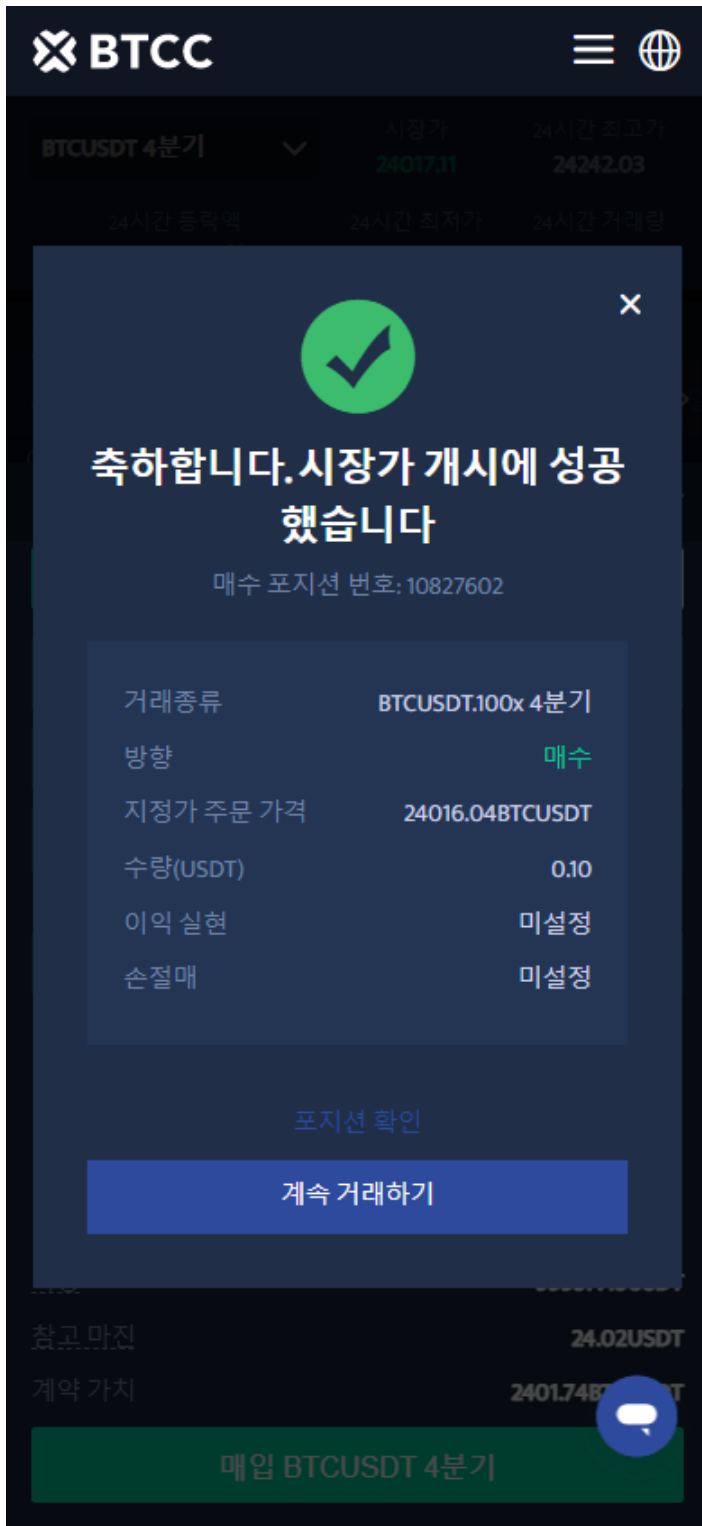 BTCC
BTCUSDT 4분기
시장가
24시간 최고가
24017.11
24242.03
24시간 등락액
24시간 최저가
24시간 거래량
축하합니다. 시장가 개시에 성공
했습니다
매수 포지션 번호: 10827602
거래종류 BTCUSDT.100x 4분기
방향 매수
지정가 주문 가격 24016.04BTCUSDT
수량(USDT) 0.10
이익 실현 미설정
손절매 미설정
포지션 확인
계속 거래하기
참고 마진 24.02USDT
계약 가치 2401.74B
매입 BTCUSDT 4분기